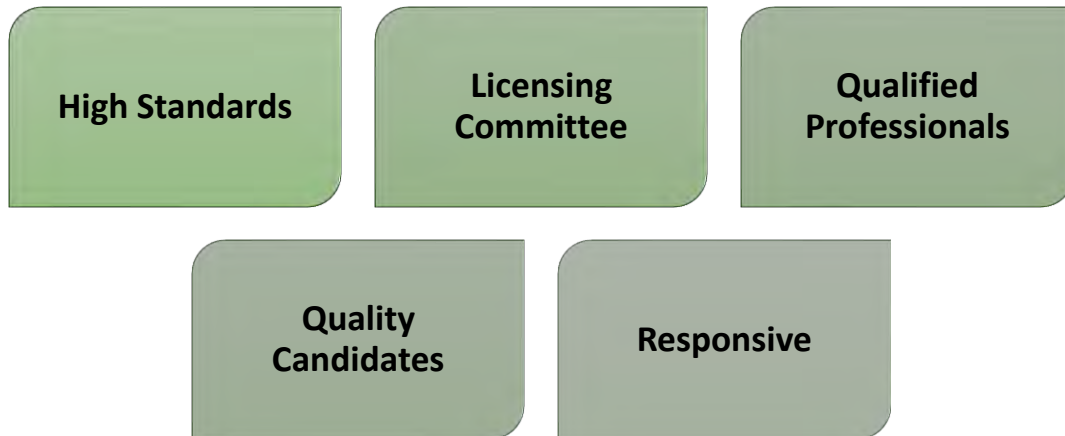 High Standards
Licensing
Committee
Qualified
Professionals
Quality
Candidates
Responsive